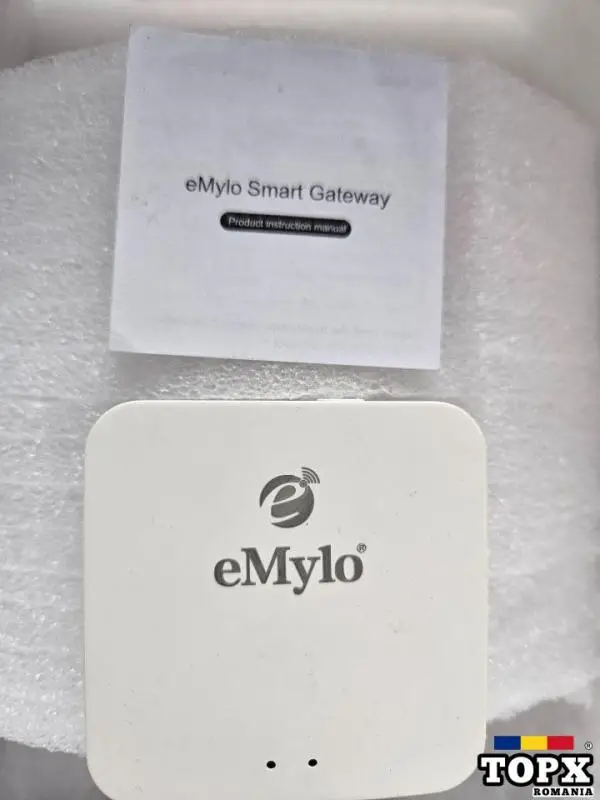 eMylo Smart Gateway
Product instruction manual
e
eMylo®
TOPX®
ROMANIA